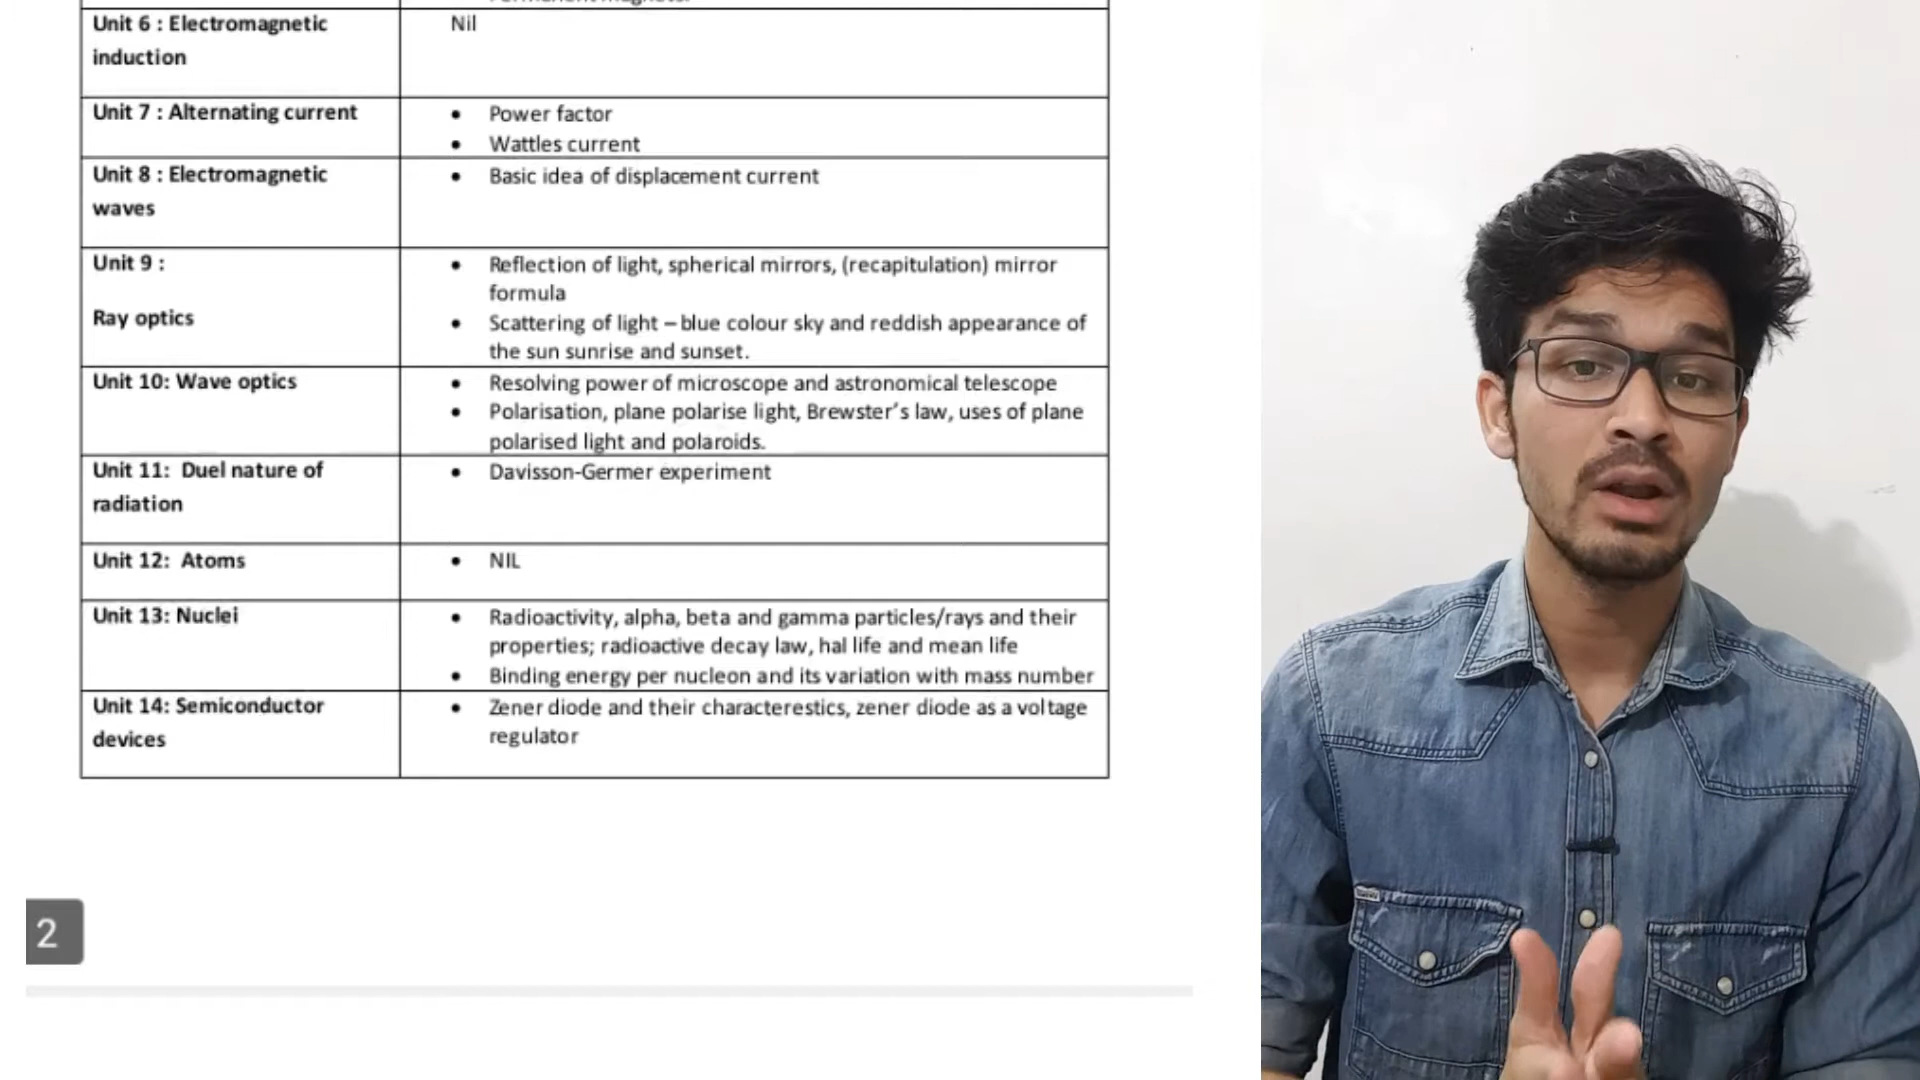 Unit 6 : Electromagnetic
induction
Nil
Unit 7 : Alternating current
• Power factor
• Wattles current
Unit 8 : Electromagnetic
waves
• Basic idea of displacement current
Unit 9 :
Ray optics
• Reflection of light, spherical mirrors, (recapitulation) mirror
formula
• Scattering of light – blue colour sky and reddish appearance of
the sun sunrise and sunset.
Unit 10: Wave optics
• Resolving power of microscope and astronomical telescope
• Polarisation, plane polarise light, Brewster’s law, uses of plane
polarised light and polaroids.
Unit 11: Duel nature of
radiation
• Davisson-Germer experiment
Unit 12: Atoms
• NIL
Unit 13: Nuclei
• Radioactivity, alpha, beta and gamma particles/rays and their
properties; radioactive decay law, hal life and mean life
• Binding energy per nucleon and its variation with mass number
Unit 14: Semiconductor
devices
• Zener diode and their characterestics, zener diode as a voltage
regulator
2